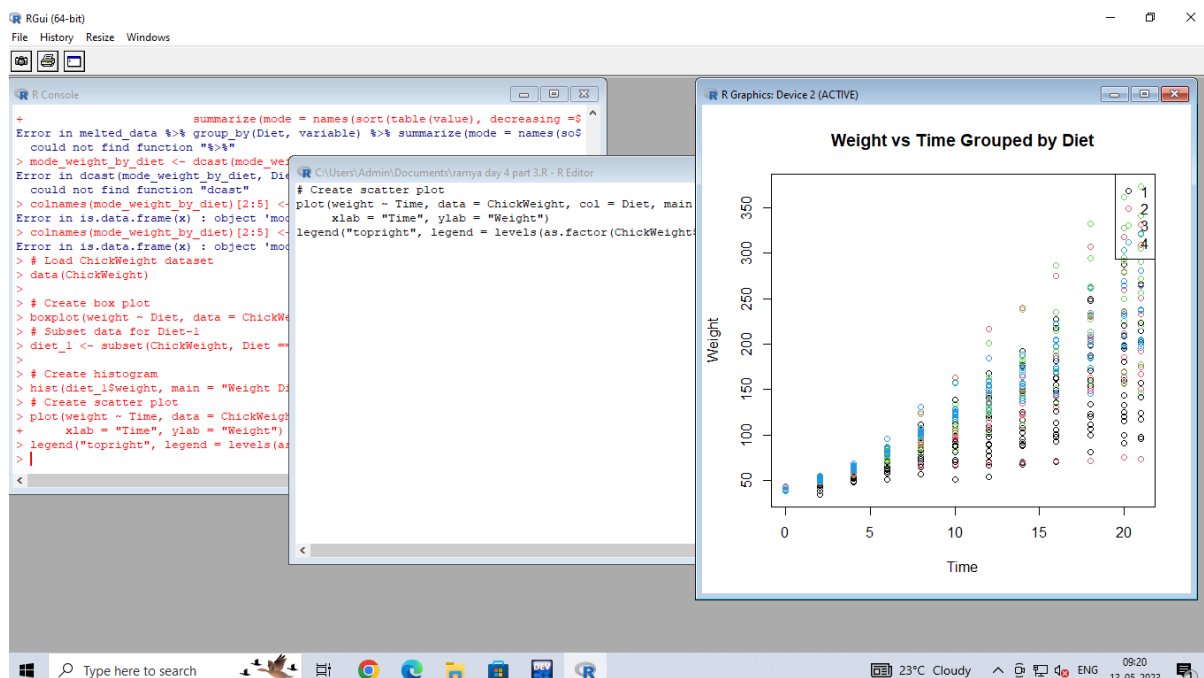 RGui (64-bit)
File History Resize Windows
R Console
+ summarize(mode = names(sort(table(value), decreasing =$
Error in melted_data %>% group_by(Diet, variable) %>% summarize(mode = names(so$
could not find function "%>%"
> mode_weight_by_diet <- dcast(mode_wei
Error in dcast(mode_weight_by_diet, Die
could not find function "dcast"
> colnames(mode_weight_by_diet)[2:5] <-
Error in is.data.frame(x) : object 'mod
> colnames(mode_weight_by_diet)[2:5] <-
Error in is.data.frame(x) : object 'mod
> # Load ChickWeight dataset
> data(ChickWeight)
>
> # Create box plot
> boxplot(weight ~ Diet, data = ChickWe
> # Subset data for Diet-1
> diet_1 <- subset(ChickWeight, Diet ==
>
> # Create histogram
> hist(diet_1$weight, main = "Weight Di
> # Create scatter plot
> plot(weight ~ Time, data = ChickWeigh
+ xlab = "Time", ylab = "Weight")
> legend("topright", legend = levels(as
>
C:\Users\Admin\Documents\ramya day 4 part 3.R - R Editor
# Create scatter plot
plot(weight ~ Time, data = ChickWeight, col = Diet, main
xlab = "Time", ylab = "Weight")
legend("topright", legend = levels(as.factor(ChickWeight$
R Graphics: Device 2 (ACTIVE)
Weight vs Time Grouped by Diet
1
2
3
4
350
300
250
200
150
100
50
Weight
0 5 10 15 20
Time
Type here to search
DEV
23°C Cloudy
ENG
09:20
13-05-2023